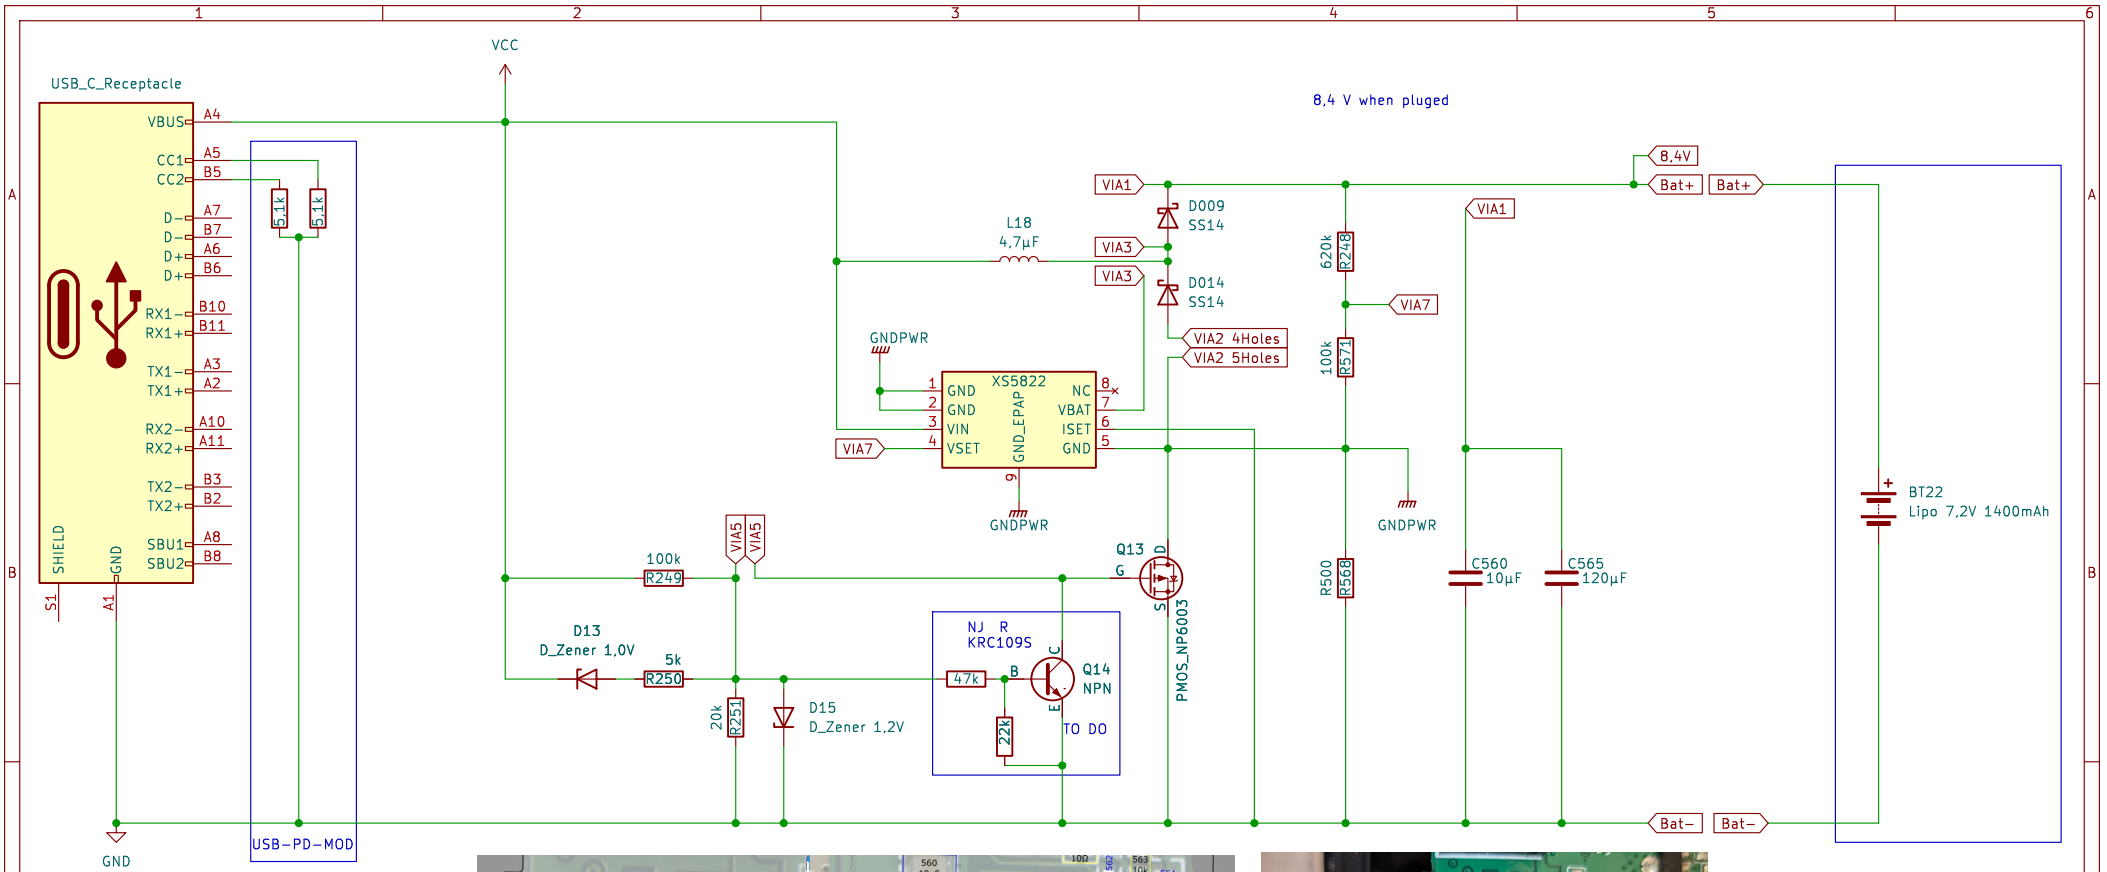 1 2 3 4 5 6
VCC
USB_C_Receptacle
8,4 V when pluged
A4
VBUS
A5
CC1
B5
CC2
5,1k
5,1k
A7
D-
B7
D-
A6
D+
B6
D+
B10
RX1-
B11
RX1+
A3
TX1-
A2
TX1+
A10
RX2-
A11
RX2+
B3
TX2-
B2
TX2+
A8
SBU1
B8
SBU2
SHIELD
GND
S1
A1
GND
USB-PD-MOD
A
B
A
B
8,4V
VIA1
Bat+
Bat+
D009
SS14
VIA1
L18
4,7µF
VIA3
VIA3
620k
R248
D014
SS14
VIA7
GNDPWR
VIA2 4Holes
VIA2 5Holes
100k
R571
XS5822
1 GND
2 GND
3 VIN
4 VSET
GND_EPAP
9
NC 8
VBAT 7
ISET 6
GND 5
VIA7
GNDPWR
GNDPWR
BT22
Lipo 7,2V 1400mAh
VIA5
VIA5
100k
R249
Q13
D
G
S
PMOS_NP6003
R500
R568
C560
10µF
C565
120µF
D13
D_Zener 1,0V
5k
R250
NJ R
KRC109S
47k
B
C
E
Q14
NPN
22k
TO DO
20k
R251
D15
D_Zener 1,2V
Bat-
Bat-
560
10Ω
562
563
10k